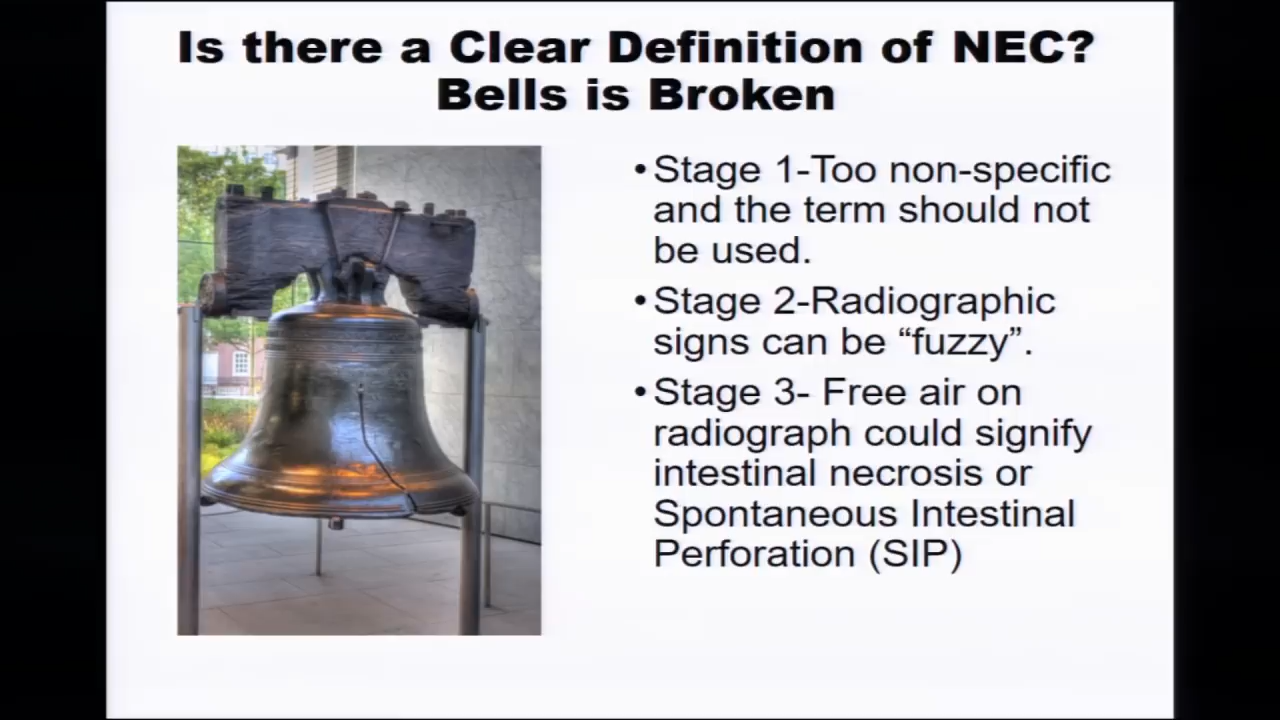 Is there a Clear Definition of NEC?
Bells is Broken
•Stage 1-Too non-specific
and the term should not
be used.
•Stage 2-Radiographic
signs can be “fuzzy”.
•Stage 3- Free air on
radiograph could signify
intestinal necrosis or
Spontaneous Intestinal
Perforation (SIP)